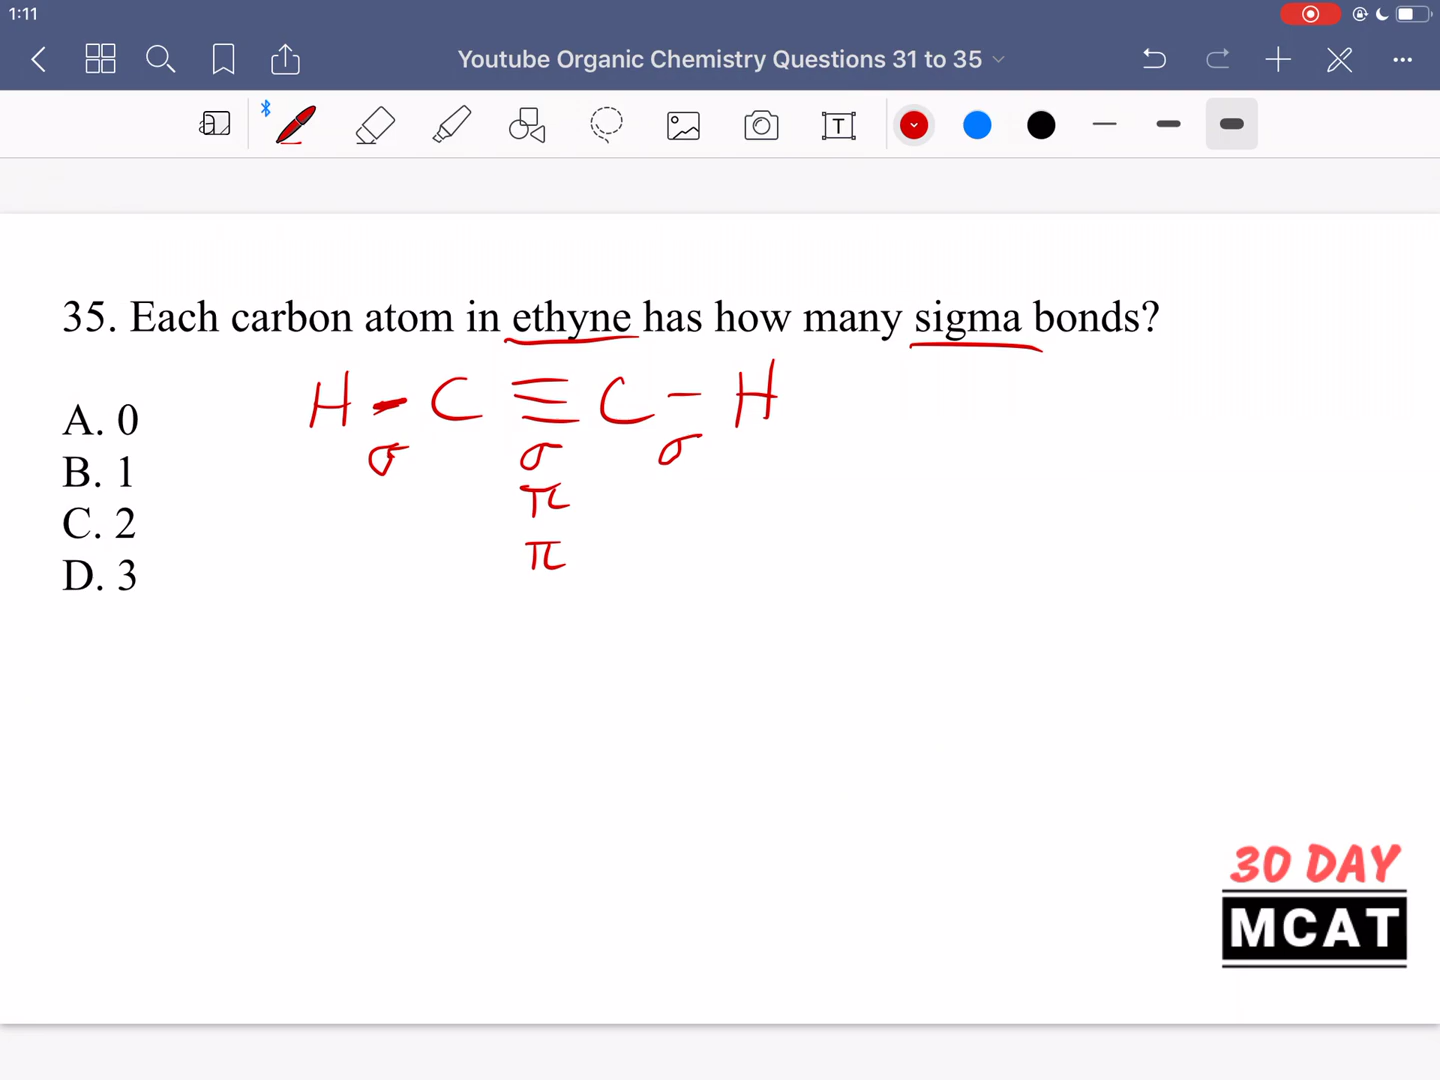 1:11
Youtube Organic Chemistry Questions 31 to 35
T
35. Each carbon atom in ethyne has how many sigma bonds?
H - C ≡ C - H
σ σ σ
π
π
A. 0
B. 1
C. 2
D. 3
30 DAY
MCAT